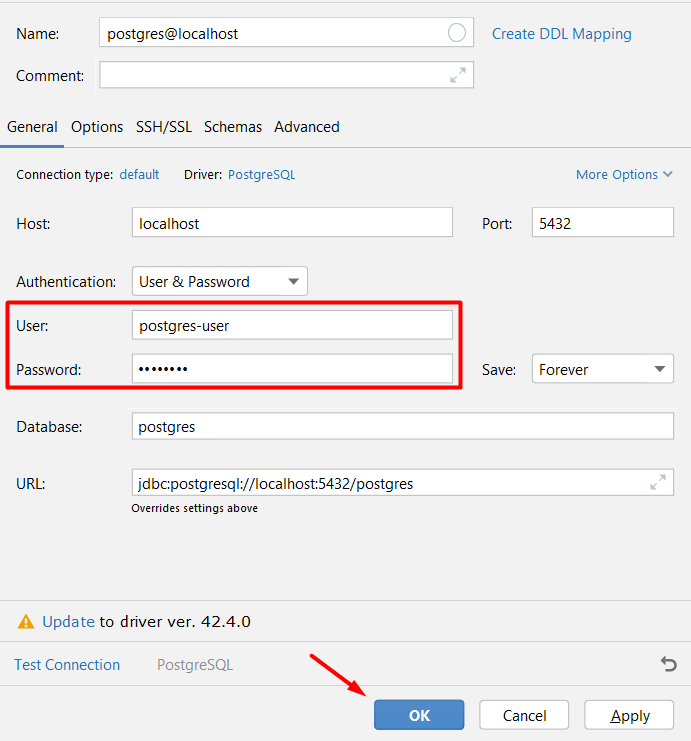 Name: postgres@localhost Create DDL Mapping
Comment:
General Options SSH/SSL Schemas Advanced
Connection type: default Driver: PostgreSQL More Options
Host: localhost Port: 5432
Authentication: User & Password
User: postgres-user
Password: •••••••• Save: Forever
Database: postgres
URL: jdbc:postgresql://localhost:5432/postgres
Overrides settings above
Update to driver ver. 42.4.0
Test Connection PostgreSQL
OK Cancel Apply